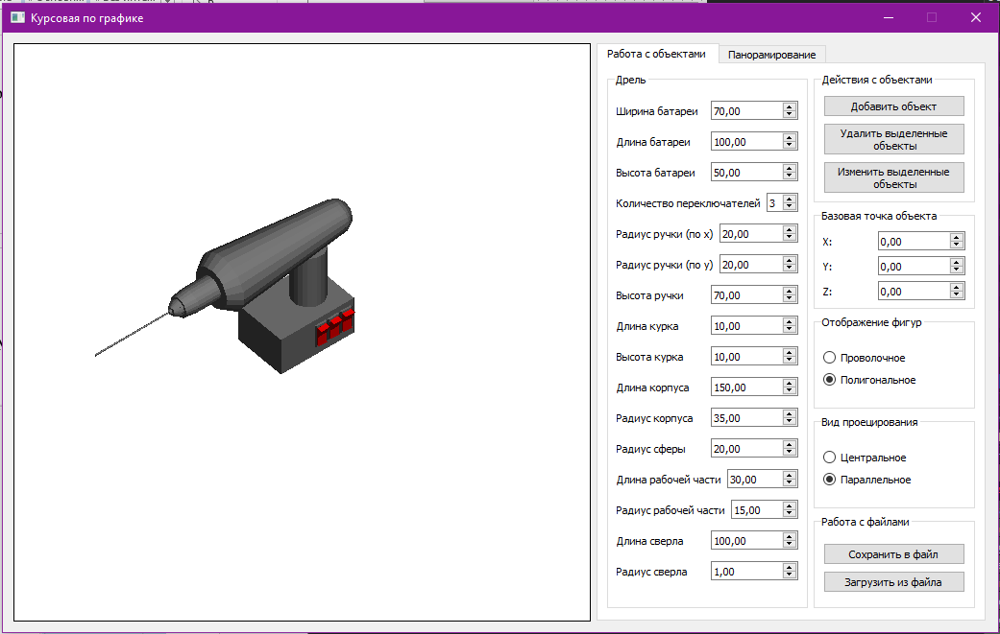 Курсовая по графике
Работа с объектами
Панорамирование
Дрель
Ширина батареи 70,00
Длина батареи 100,00
Высота батареи 50,00
Количество переключателей 3
Радиус ручки (по x) 20,00
Радиус ручки (по y) 20,00
Высота ручки 70,00
Длина курка 10,00
Высота курка 10,00
Длина корпуса 150,00
Радиус корпуса 35,00
Радиус сферы 20,00
Длина рабочей части 30,00
Радиус рабочей части 15,00
Длина сверла 100,00
Радиус сверла 1,00
Действия с объектами
Добавить объект
Удалить выделенные
объекты
Изменить выделенные
объекты
Базовая точка объекта
X: 0,00
Y: 0,00
Z: 0,00
Отображение фигур
Проволочное
Полигональное
Вид проецирования
Центральное
Параллельное
Работа с файлами
Сохранить в файл
Загрузить из файла